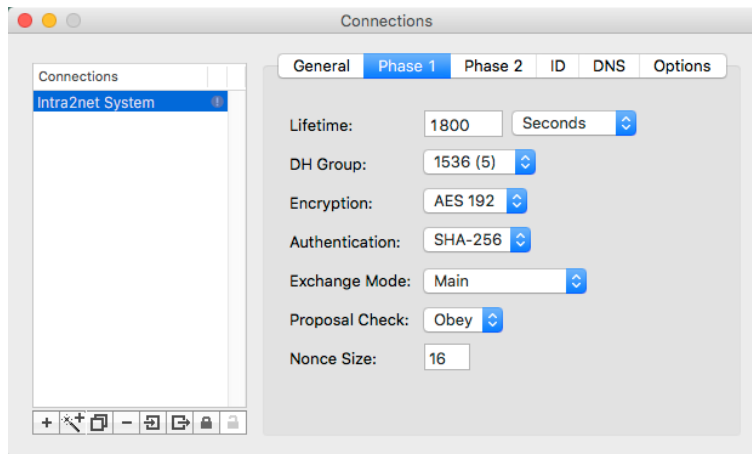 Connections
Connections
Intra2net System
General Phase 1 Phase 2 ID DNS Options
Lifetime: 1800 Seconds
DH Group: 1536 (5)
Encryption: AES 192
Authentication: SHA-256
Exchange Mode: Main
Proposal Check: Obey
Nonce Size: 16